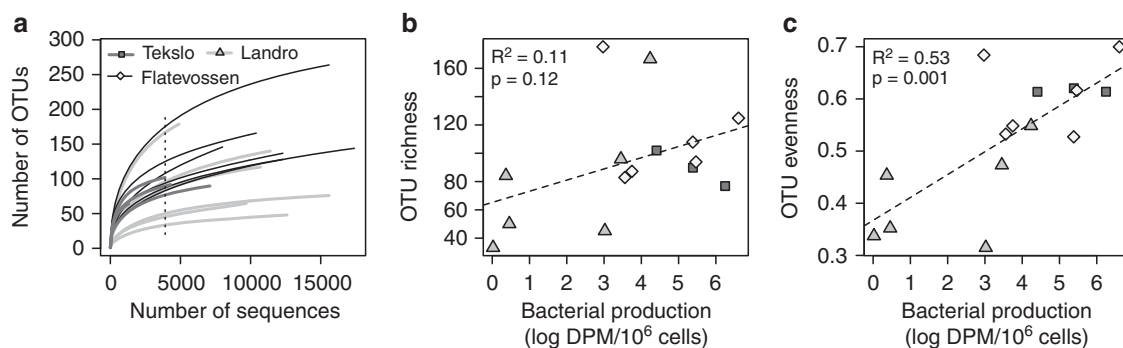 a
300
250
200
150
100
50
0
Number of OTUs
Tekslo Landro
Flatevossen
0 5000 10000 15000
Number of sequences
b
R² = 0.11
p = 0.12
160
120
80
40
OTU richness
0 1 2 3 4 5 6
Bacterial production
(log DPM/10⁶ cells)
c
R² = 0.53
p = 0.001
0.7
0.6
0.5
0.4
0.3
OTU evenness
0 1 2 3 4 5 6
Bacterial production
(log DPM/10⁶ cells)